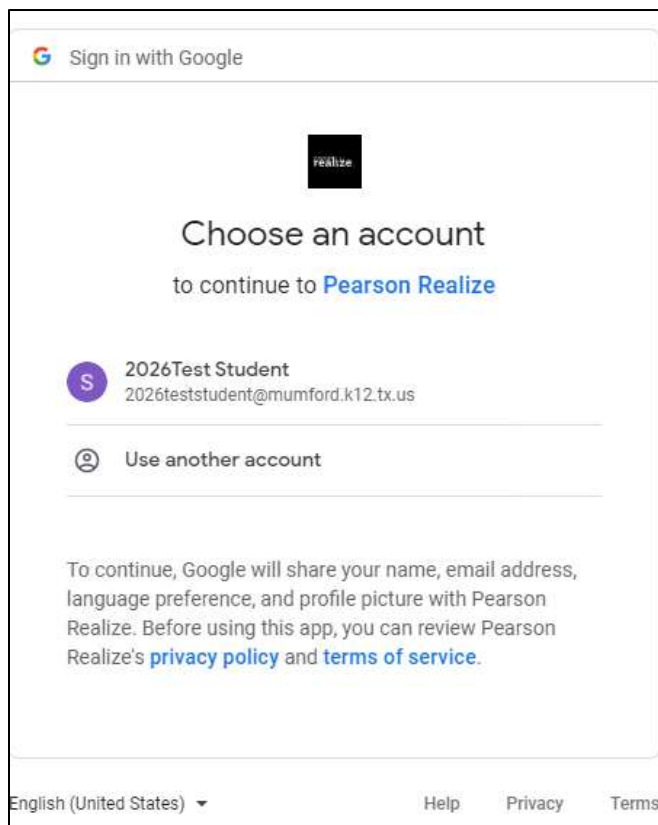 Sign in with Google
realize
Choose an account
to continue to Pearson Realize
S
2026Test Student
2026teststudent@mumford.k12.tx.us
Use another account
To continue, Google will share your name, email address,
language preference, and profile picture with Pearson
Realize. Before using this app, you can review Pearson
Realize's privacy policy and terms of service.
English (United States)
Help Privacy Terms